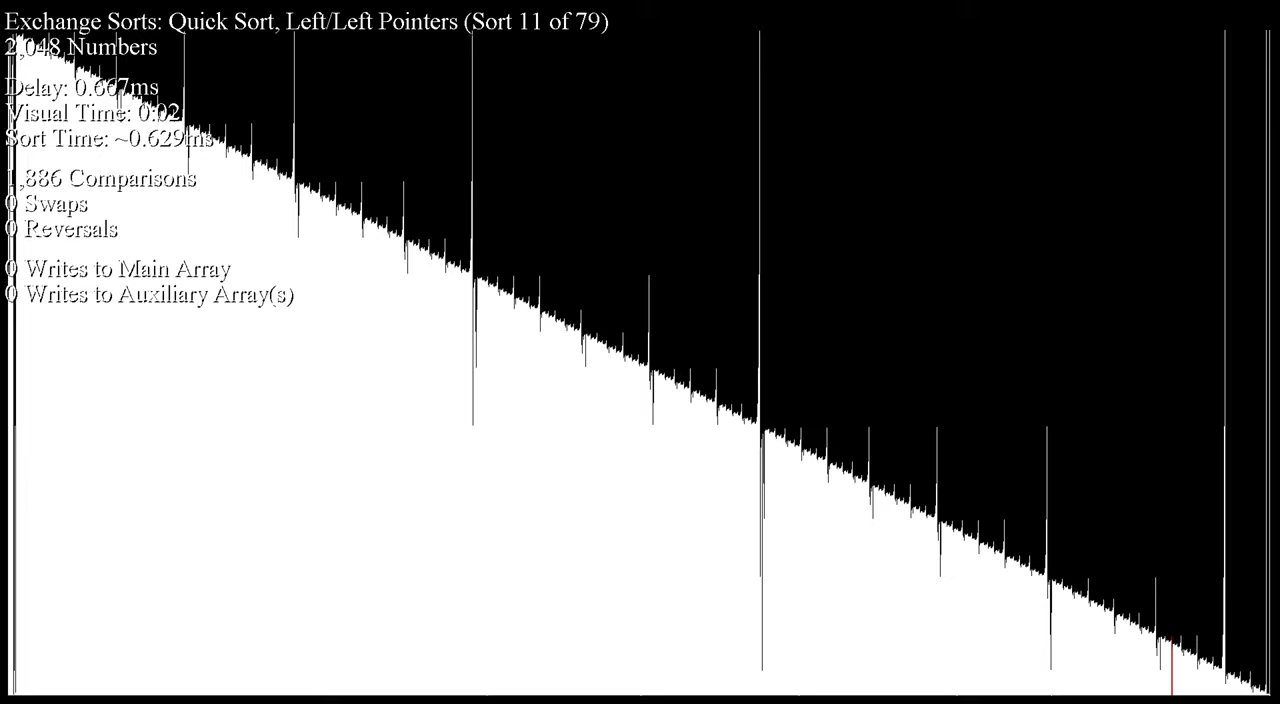 Exchange Sorts: Quick Sort, Left/Left Pointers (Sort 11 of 79)
2,048 Numbers
Delay: 0.667ms
Visual Time: 0:02
Sort Time: ~0.629ms
1,886 Comparisons
0 Swaps
0 Reversals
0 Writes to Main Array
0 Writes to Auxiliary Array(s)